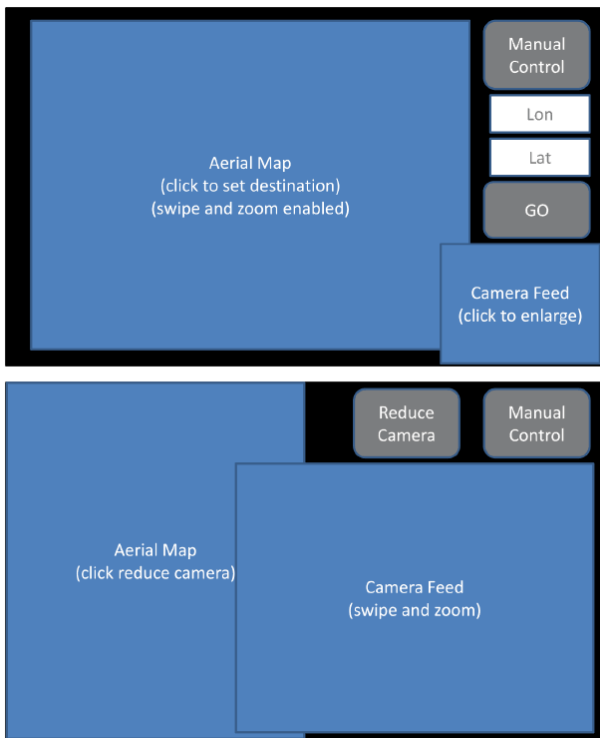 Manual
Control
Lon
Lat
GO
Aerial Map
(click to set destination)
(swipe and zoom enabled)
Camera Feed
(click to enlarge)
Reduce
Camera
Manual
Control
Aerial Map
(click reduce camera)
Camera Feed
(swipe and zoom)